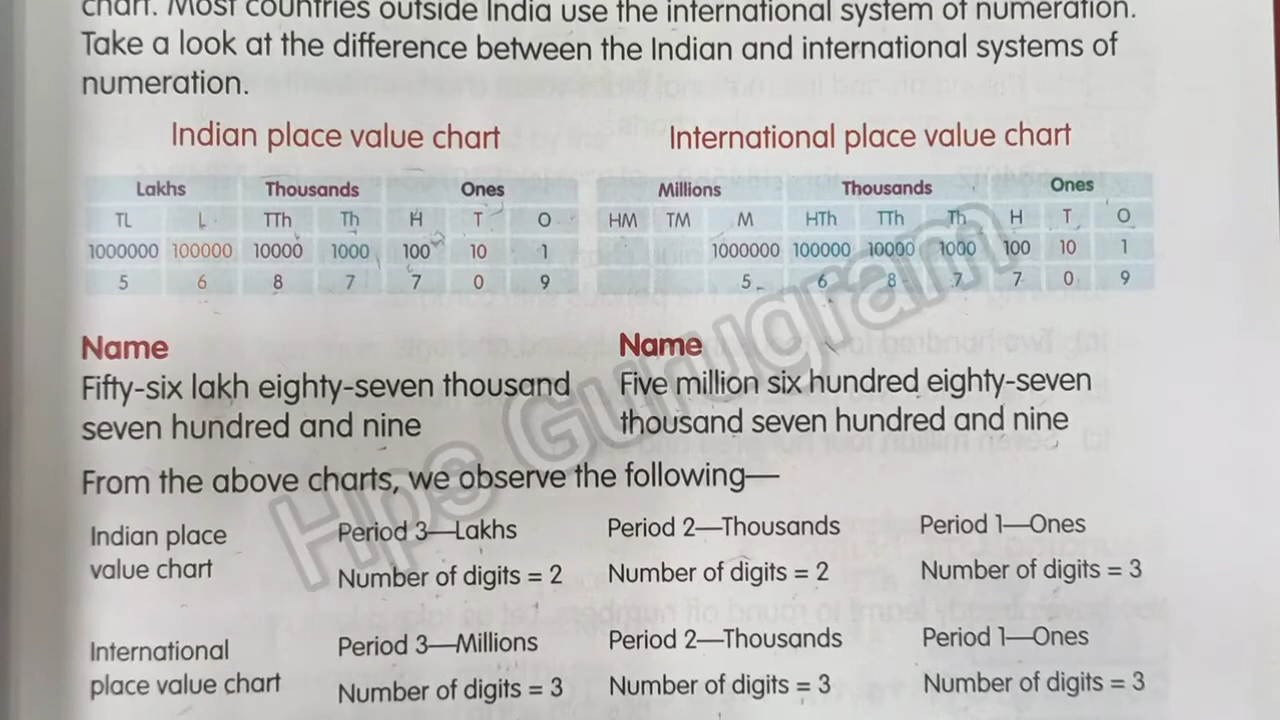 chart. Most countries outside India use the international system of numeration.
Take a look at the difference between the Indian and international systems of
numeration.
Indian place value chart
Lakhs Thousands Ones
TL L TTh Th H T O
1000000 100000 10000 1000 100 10 1
5 6 8 7 7 0 9
International place value chart
Millions Thousands Ones
HM TM M HTh TTh Th H T O
1000000 100000 10000 1000 100 10 1
5 6 8 7 7 0 9
Name
Fifty-six lakh eighty-seven thousand
seven hundred and nine
Name
Five million six hundred eighty-seven
thousand seven hundred and nine
From the above charts, we observe the following—
Indian place
value chart
Period 3—Lakhs
Number of digits = 2
Period 2—Thousands
Number of digits = 2
Period 1—Ones
Number of digits = 3
International
place value chart
Period 3—Millions
Number of digits = 3
Period 2—Thousands
Number of digits = 3
Period 1—Ones
Number of digits = 3
Hps Gurugram